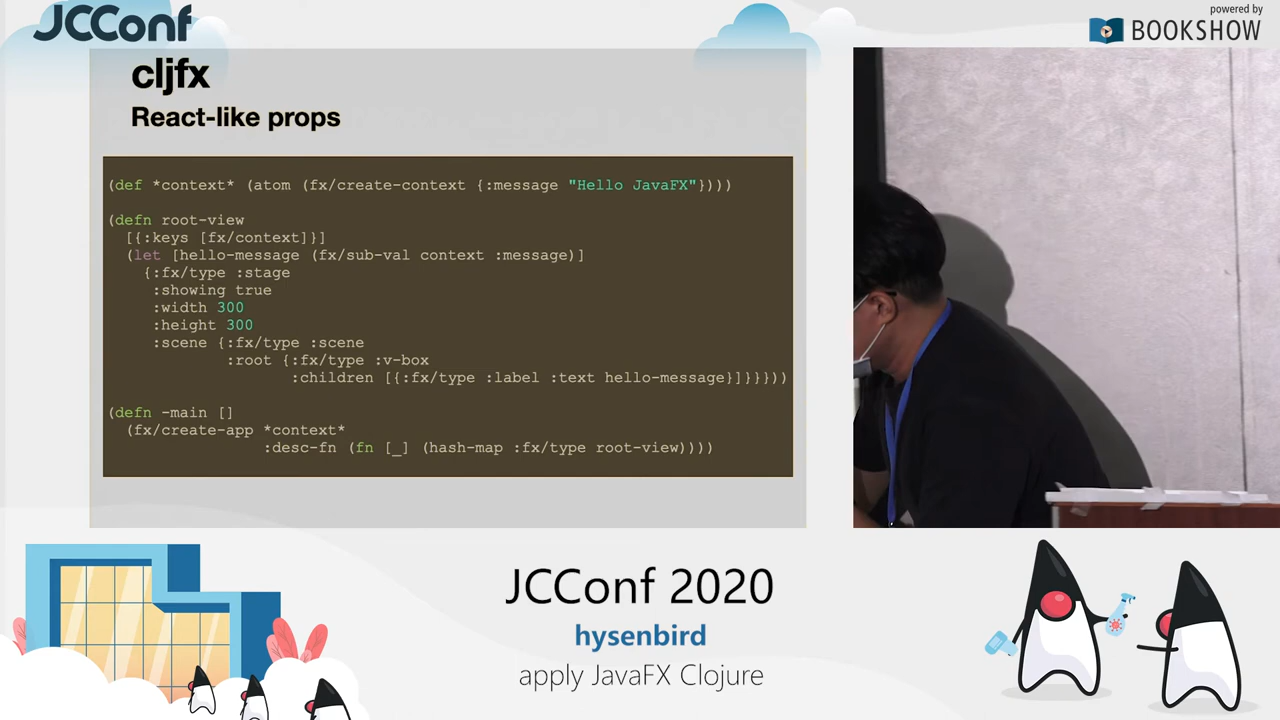 JCConf
powered by
BOOKSHOW
cljfx
React-like props
(def *context* (atom (fx/create-context {:message "Hello JavaFX"})))
(defn root-view
[{:keys [fx/context]}]
(let [hello-message (fx/sub-val context :message)]
{:fx/type :stage
:showing true
:width 300
:height 300
:scene {:fx/type :scene
:root {:fx/type :v-box
:children [{:fx/type :label :text hello-message}]}}}))
(defn -main []
(fx/create-app *context*
:desc-fn (fn [_] (hash-map :fx/type root-view))))
JCConf 2020
hysenbird
apply JavaFX Clojure